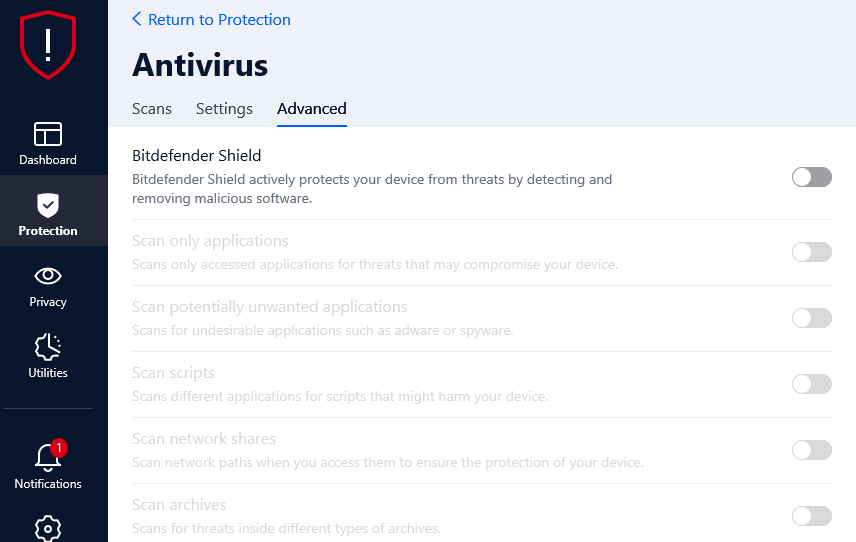 Return to Protection
Antivirus
Scans Settings Advanced
Dashboard
Protection
Privacy
Utilities
1
Notifications
Bitdefender Shield
Bitdefender Shield actively protects your device from threats by detecting and
removing malicious software.
Scan only applications
Scans only accessed applications for threats that may compromise your device.
Scan potentially unwanted applications
Scans for undesirable applications such as adware or spyware.
Scan scripts
Scans different applications for scripts that might harm your device.
Scan network shares
Scan network paths when you access them to ensure the protection of your device.
Scan archives
Scans for threats inside different types of archives.